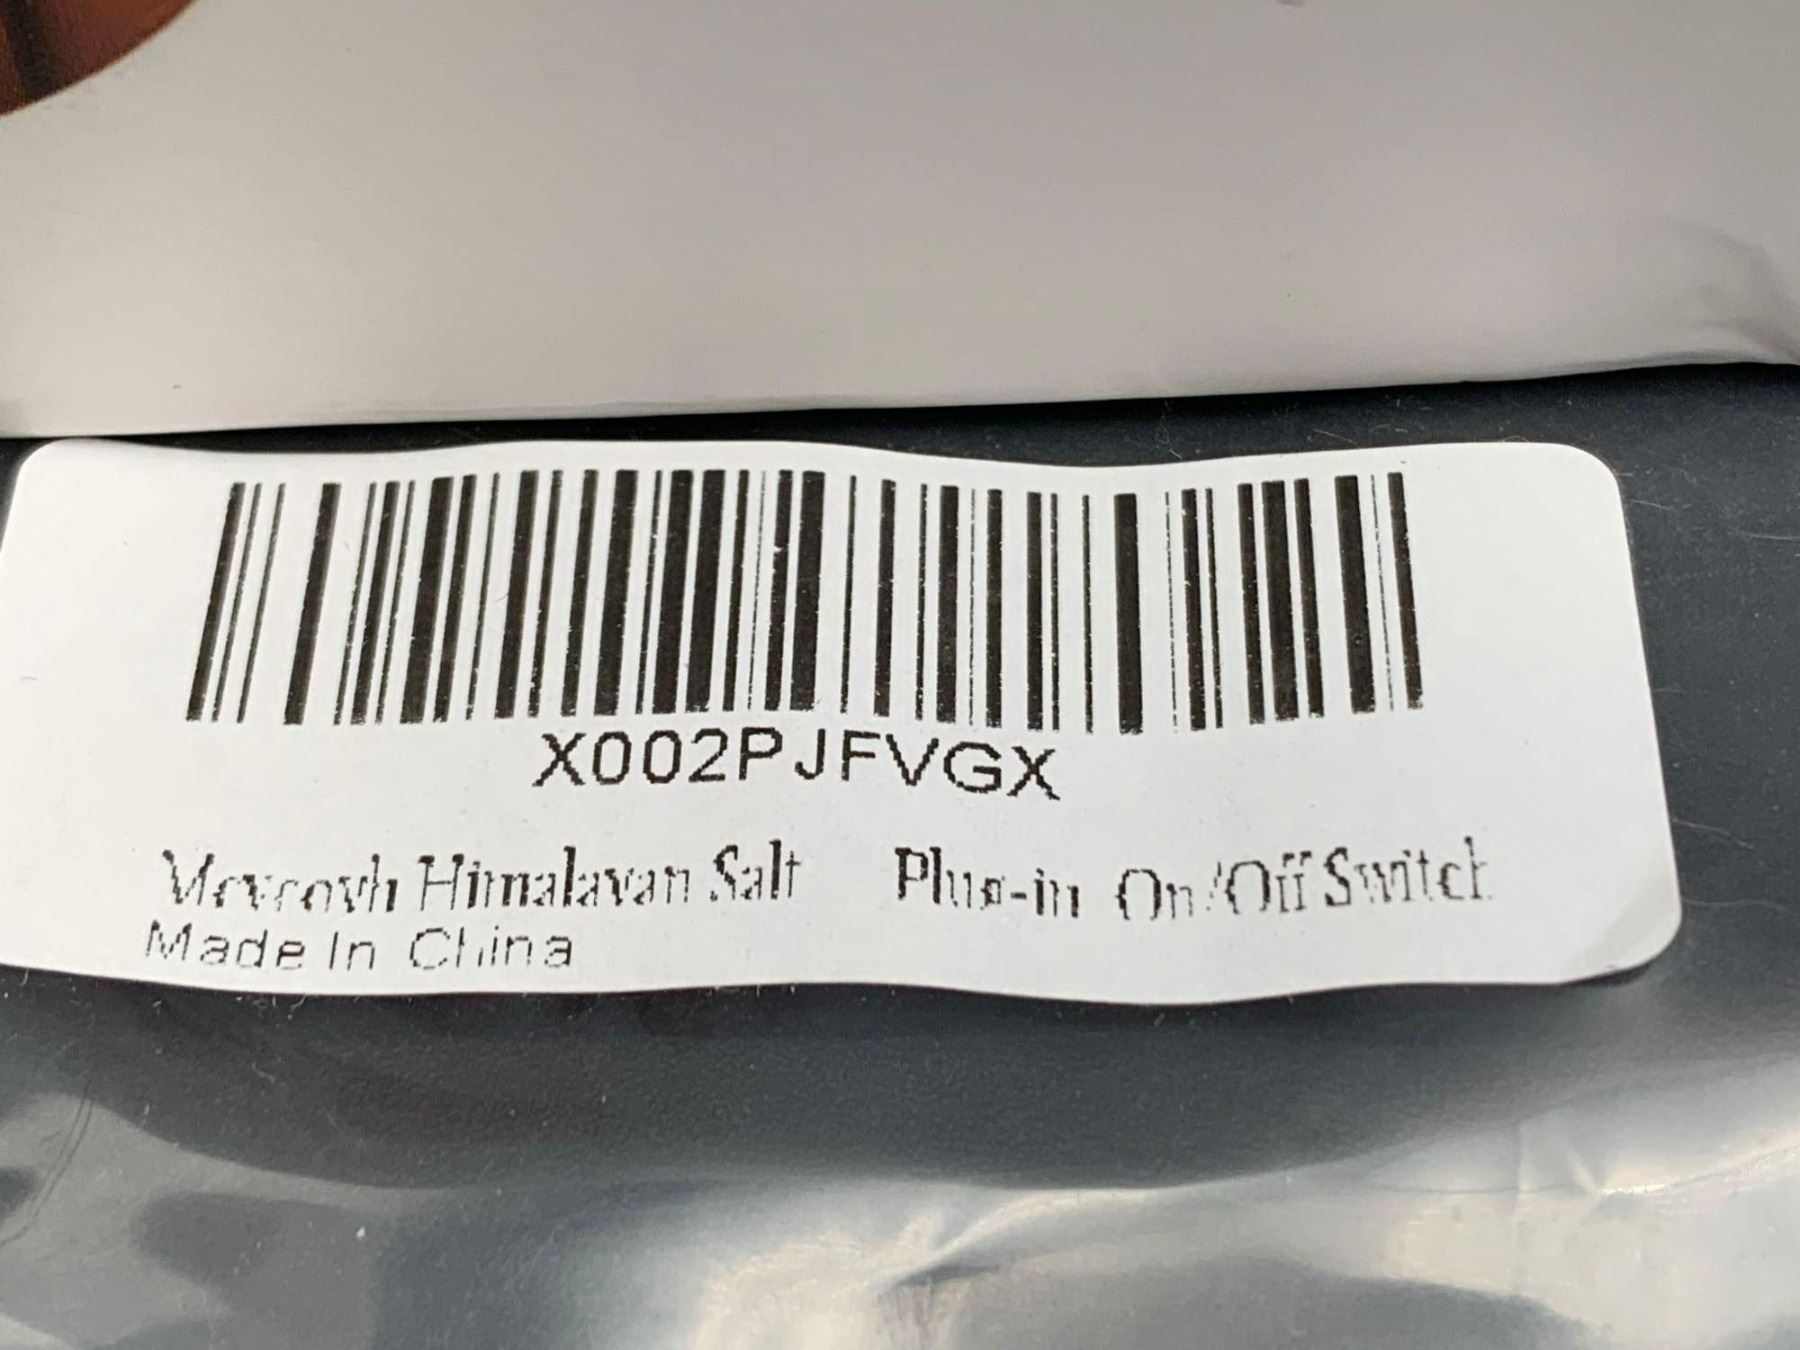 X002PJFVGX
Himalayan Salt Plug-in On/Off Switch
Made In China